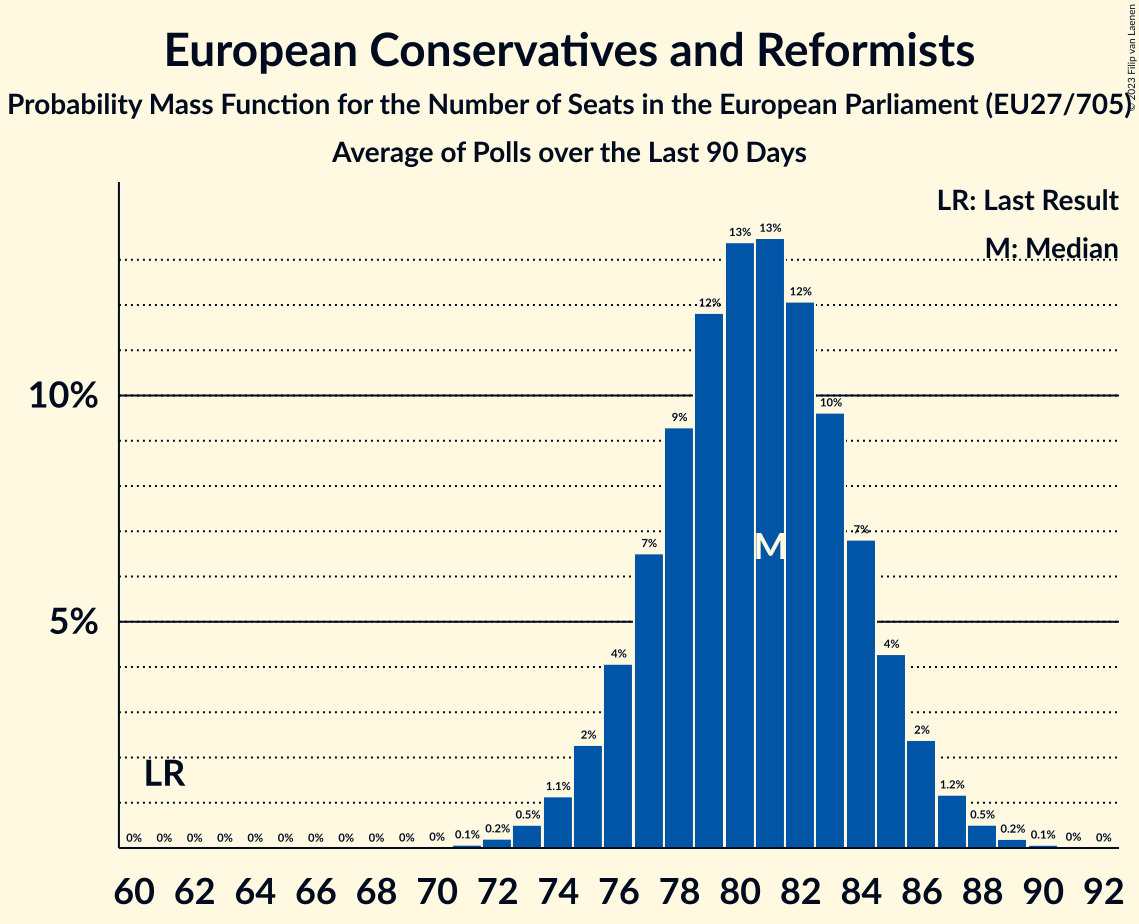 European Conservatives and Reformists
Probability Mass Function for the Number of Seats in the European Parliament (EU27/705)
Average of Polls over the Last 90 Days
© 2023 Filip van Laenen
LR: Last Result
M: Median
10%
5%
LR
M
0% 0% 0% 0% 0% 0% 0% 0% 0% 0% 0% 0.1% 0.2% 0.5% 1.1% 2% 4% 7% 9% 12% 13% 13% 12% 10% 7% 4% 2% 1.2% 0.5% 0.2% 0.1% 0% 0%
60 62 64 66 68 70 72 74 76 78 80 82 84 86 88 90 92